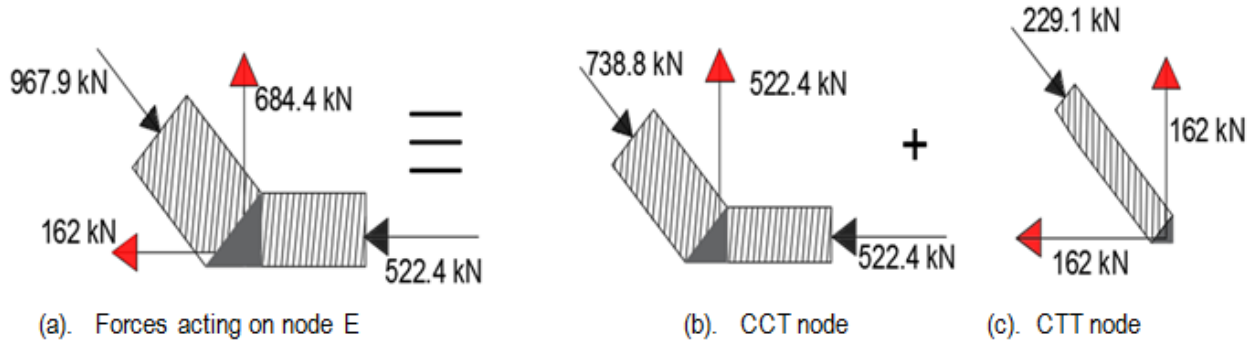 967.9 kN
684.4 kN
162 kN
522.4 kN
738.8 kN
522.4 kN
+
522.4 kN
229.1 kN
162 kN
162 kN
(a). Forces acting on node E
(b). CCT node
(c). CTT node